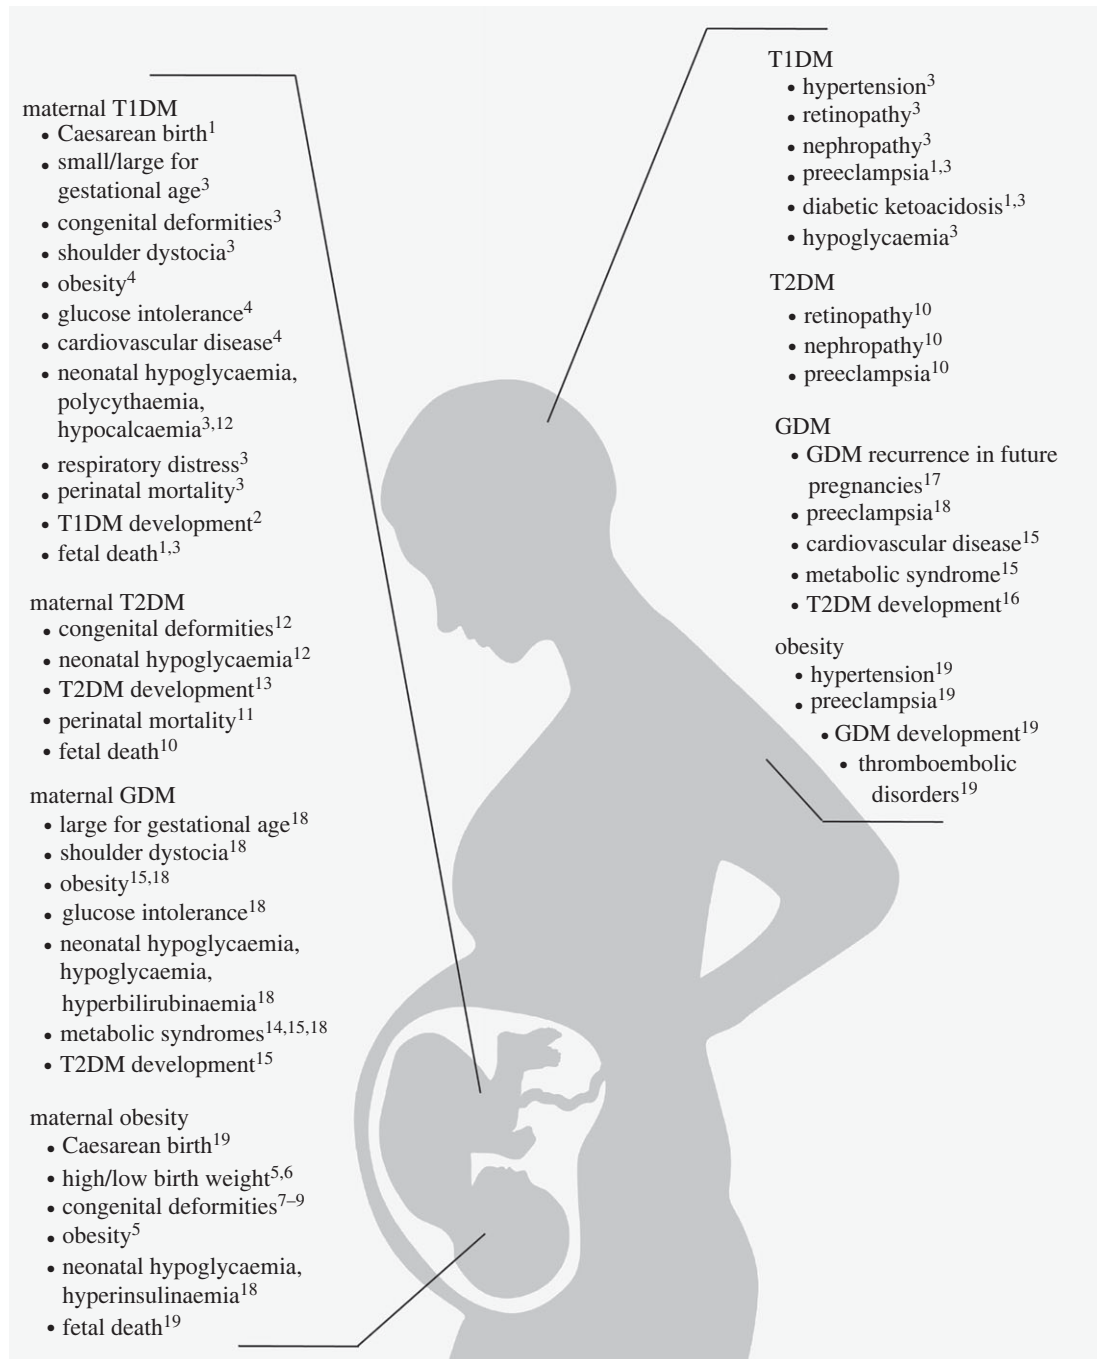 maternal T1DM
• Caesarean birth1
• small/large for
gestational age3
• congenital deformities3
• shoulder dystocia3
• obesity4
• glucose intolerance4
• cardiovascular disease4
• neonatal hypoglycaemia,
polycythaemia,
hypocalcaemia3,12
• respiratory distress3
• perinatal mortality3
• T1DM development2
• fetal death1,3
maternal T2DM
• congenital deformities12
• neonatal hypoglycaemia12
• T2DM development13
• perinatal mortality11
• fetal death10
maternal GDM
• large for gestational age18
• shoulder dystocia18
• obesity15,18
• glucose intolerance18
• neonatal hypoglycaemia,
hypoglycaemia,
hyperbilirubinaemia18
• metabolic syndromes14,15,18
• T2DM development15
maternal obesity
• Caesarean birth19
• high/low birth weight5,6
• congenital deformities7–9
• obesity5
• neonatal hypoglycaemia,
hyperinsulinaemia18
• fetal death19
T1DM
• hypertension3
• retinopathy3
• nephropathy3
• preeclampsia1,3
• diabetic ketoacidosis1,3
• hypoglycaemia3
T2DM
• retinopathy10
• nephropathy10
• preeclampsia10
GDM
• GDM recurrence in future
pregnancies17
• preeclampsia18
• cardiovascular disease15
• metabolic syndrome15
• T2DM development16
obesity
• hypertension19
• preeclampsia19
• GDM development19
• thromboembolic
disorders19